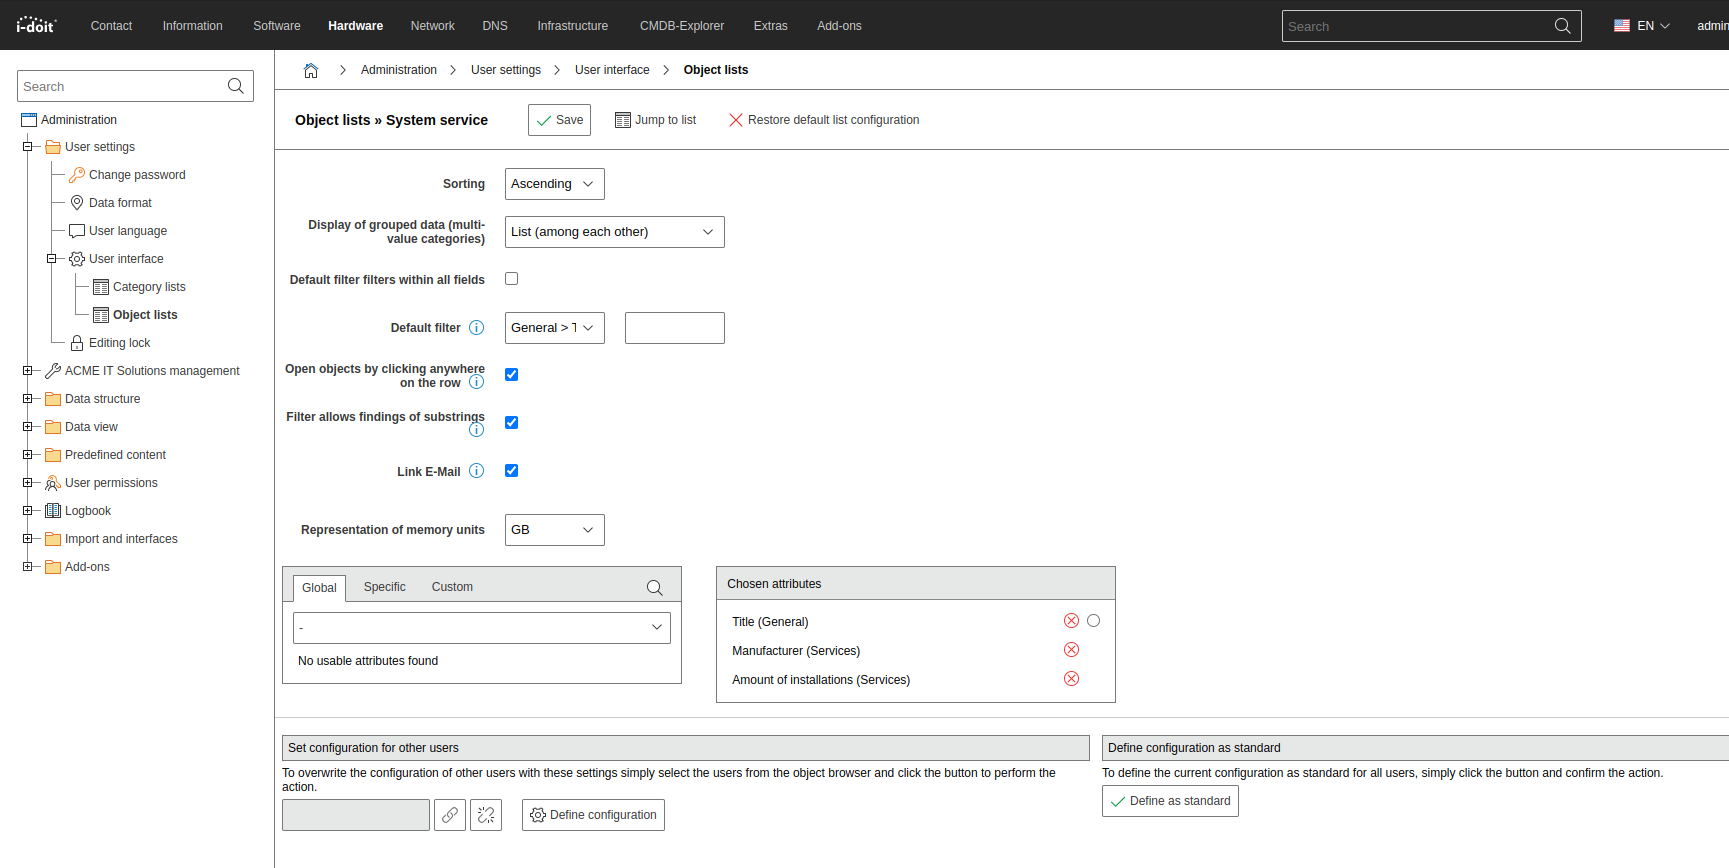 i-doit Contact Information Software Hardware Network DNS Infrastructure CMDB-Explorer Extras Add-ons Search EN admin
Search
Administration
User settings
Change password
Data format
User language
User interface
Category lists
Object lists
Editing lock
ACME IT Solutions management
Data structure
Data view
Predefined content
User permissions
Logbook
Import and interfaces
Add-ons
Administration User settings User interface Object lists
Object lists » System service Save Jump to list Restore default list configuration
Sorting Ascending
Display of grouped data (multi-
value categories) List (among each other)
Default filter filters within all fields
Default filter General > T
Open objects by clicking anywhere
on the row
Filter allows findings of substrings
Link E-Mail
Representation of memory units GB
Global Specific Custom
-
No usable attributes found
Chosen attributes
Title (General)
Manufacturer (Services)
Amount of installations (Services)
Set configuration for other users
To overwrite the configuration of other users with these settings simply select the users from the object browser and click the button to perform the
action.
Define configuration
Define configuration as standard
To define the current configuration as standard for all users, simply click the button and confirm the action.
Define as standard